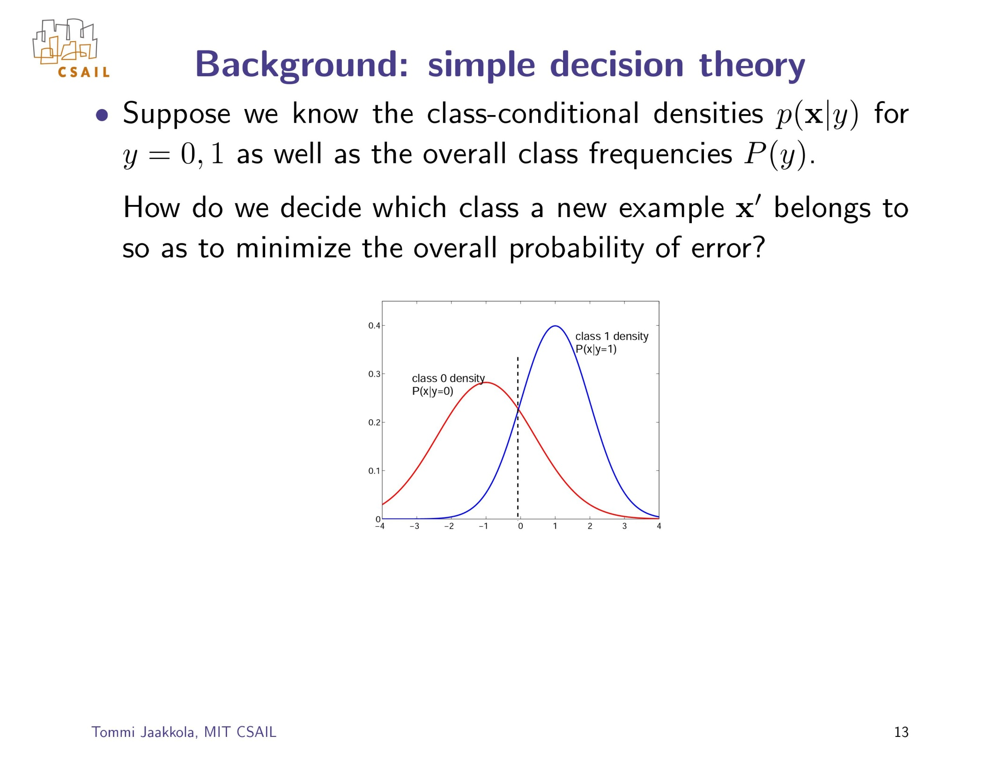 CSAIL
Background: simple decision theory
• Suppose we know the class-conditional densities p(x|y) for
y = 0, 1 as well as the overall class frequencies P(y).
How do we decide which class a new example x′ belongs to
so as to minimize the overall probability of error?
0.4
0.3
0.2
0.1
0
class 1 density
P(x|y=1)
class 0 density
P(x|y=0)
−4 −3 −2 −1 0 1 2 3 4
Tommi Jaakkola, MIT CSAIL 13